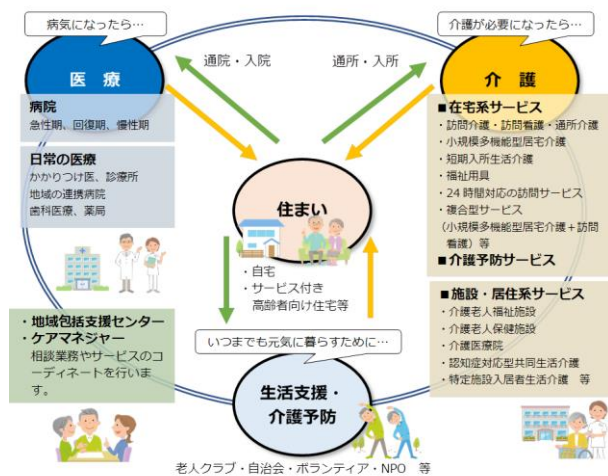 病気になったら…
介護が必要になったら…
医 療
通院・入院
通所・入所
介 護
病院
急性期、回復期、慢性期
日常の医療
かかりつけ医、診療所
地域の連携病院
歯科医療、薬局
■在宅系サービス
・訪問介護・訪問看護・通所介護
・小規模多機能型居宅介護
・短期入所生活介護
・福祉用具
・24時間対応の訪問サービス
・複合型サービス
(小規模多機能型居宅介護+訪問
看護)等
■介護予防サービス
住まい
・自宅
・サービス付き
高齢者向け住宅等
■施設・居住系サービス
・介護老人福祉施設
・介護老人保健施設
・介護医療院
・認知症対応型共同生活介護
・特定施設入居者生活介護 等
・地域包括支援センター
・ケアマネジャー
相談業務やサービスのコ
ーディネートを行いま
す。
いつまでも元気に暮らすために…
生活支援・
介護予防
老人クラブ・自治会・ボランティア・NPO 等